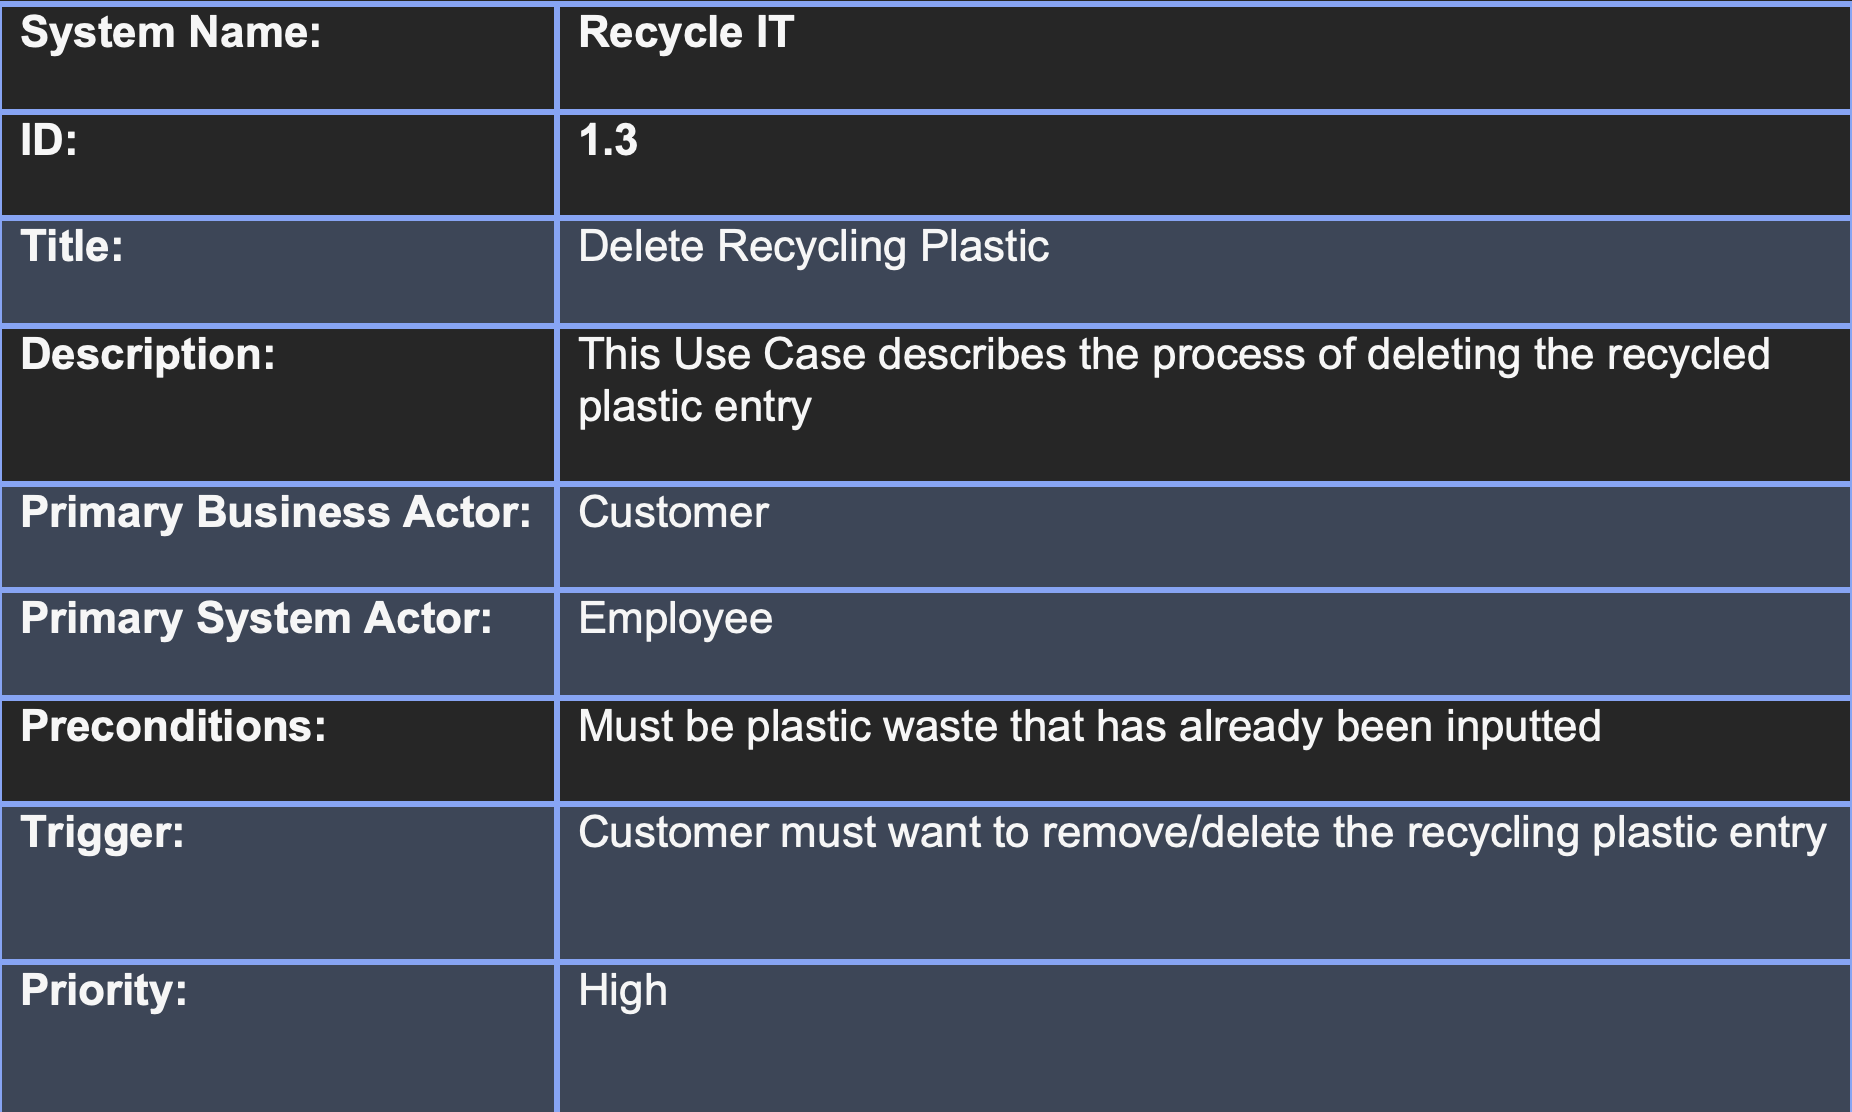 System Name: Recycle IT
ID: 1.3
Title: Delete Recycling Plastic
Description: This Use Case describes the process of deleting the recycled
plastic entry
Primary Business Actor: Customer
Primary System Actor: Employee
Preconditions: Must be plastic waste that has already been inputted
Trigger: Customer must want to remove/delete the recycling plastic entry
Priority: High